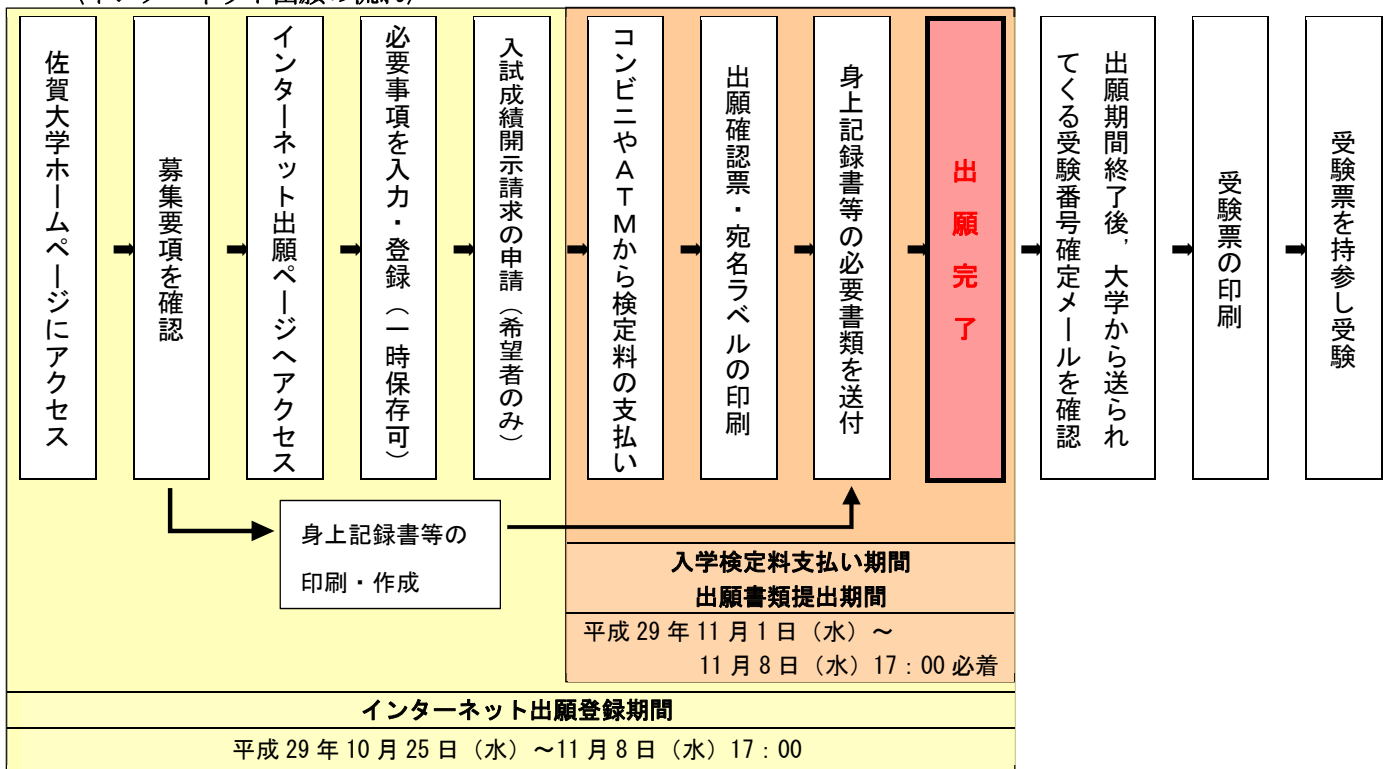 （インターネット出願の流れ）
佐賀大学ホームページにアクセス
➡
募集要項を確認
➡
インターネット出願ページへアクセス
➡
必要事項を入力・登録（一時保存可）
➡
入試成績開示請求の申請（希望者のみ）
➡
コンビニやＡＴＭから検定料の支払い
➡
出願確認票・宛名ラベルの印刷
➡
身上記録書等の必要書類を送付
➡
出願完了
➡
出願期間終了後，大学から送られ
てくる受験番号確定メールを確認
➡
受験票の印刷
➡
受験票を持参し受験
身上記録書等の
印刷・作成
入学検定料支払い期間
出願書類提出期間
平成 29 年 11 月 1 日（水）～
11 月 8 日（水）17：00 必着
インターネット出願登録期間
平成 29 年 10 月 25 日（水）～11 月 8 日（水）17：00